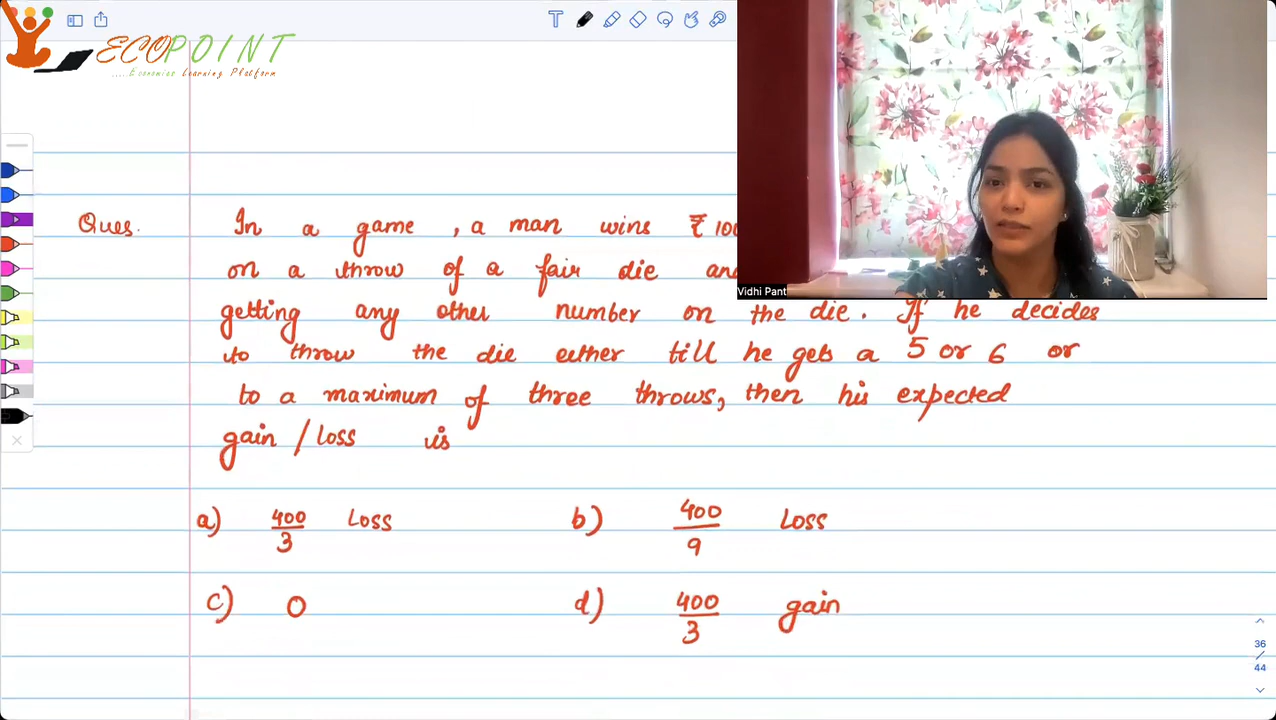 ECOPOINT
....Economics Learning Platform
Ques. In a game , a man wins ₹ 100
on a throw of a fair die
getting any other number on the die . If he decides
to throw the die either till he gets a 5 or 6 or
to a maximum of three throws, then his expected
gain / loss is
a) 400/3 Loss b) 400/9 Loss
c) 0 d) 400/3 gain
Vidhi Pant
36
/
44